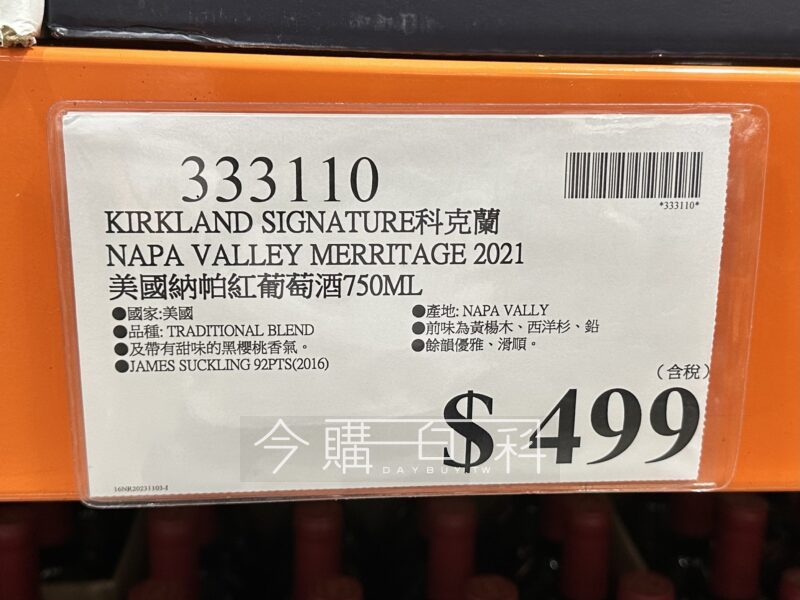 333110
*333110*
KIRKLAND SIGNATURE科克蘭
NAPA VALLEY MERRITAGE 2021
美國納帕紅葡萄酒750ML
●國家:美國
●產地: NAPA VALLY
●品種: TRADITIONAL BLEND
●前味為黃楊木、西洋杉、鉛
●及帶有甜味的黑櫻桃香氣。
●餘韻優雅、滑順。
●JAMES SUCKLING 92PTS(2016)
(含稅)
$ 499
今購百科
DAYBUY.TW